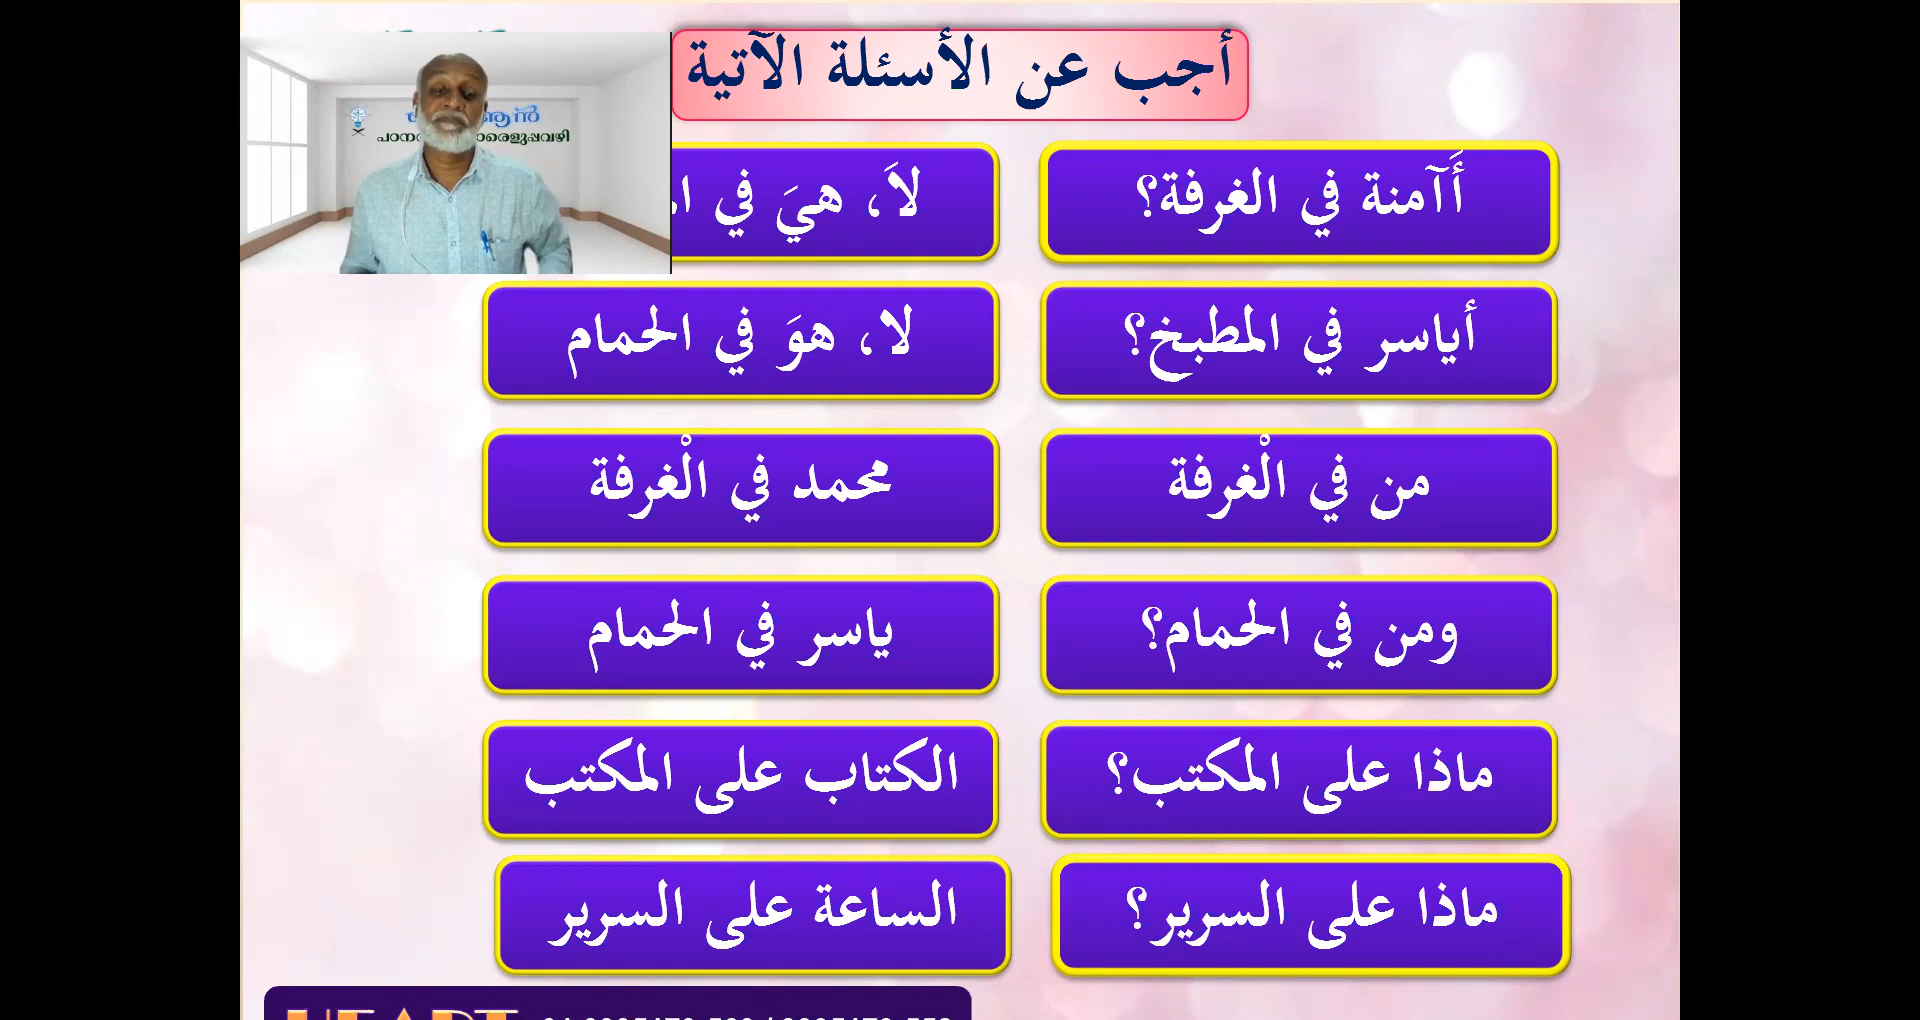 أجب عن الأسئلة الآتية
أَآمنة في الغرفة؟
لاَ، هيَ في
أياسر في المطبخ؟
لا، هوَ في الحمام
من في الْغرفة
محمد في الْغرفة
ومن في الحمام؟
ياسر في الحمام
ماذا على المكتب؟
الكتاب على المكتب
ماذا على السرير؟
الساعة على السرير